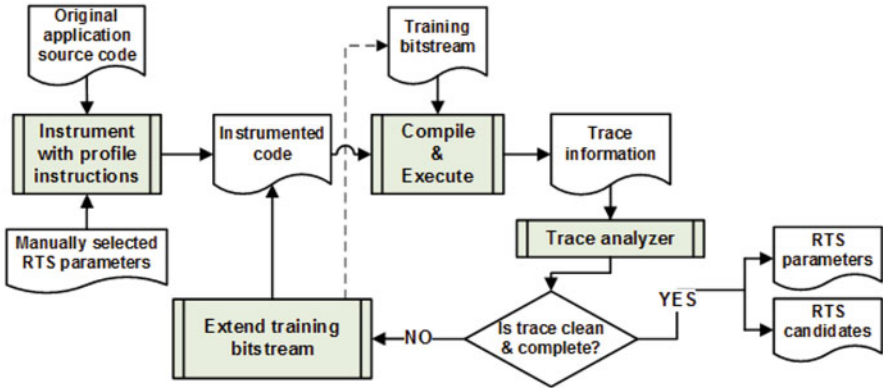 Original
application
source code
Training
bitstream
Instrument
with profile
instructions
Instrumented
code
Compile
&
Execute
Trace
information
Manually selected
RTS parameters
Trace analyzer
RTS
parameters
Extend training
bitstream
NO
Is trace clean
& complete?
YES
RTS
candidates